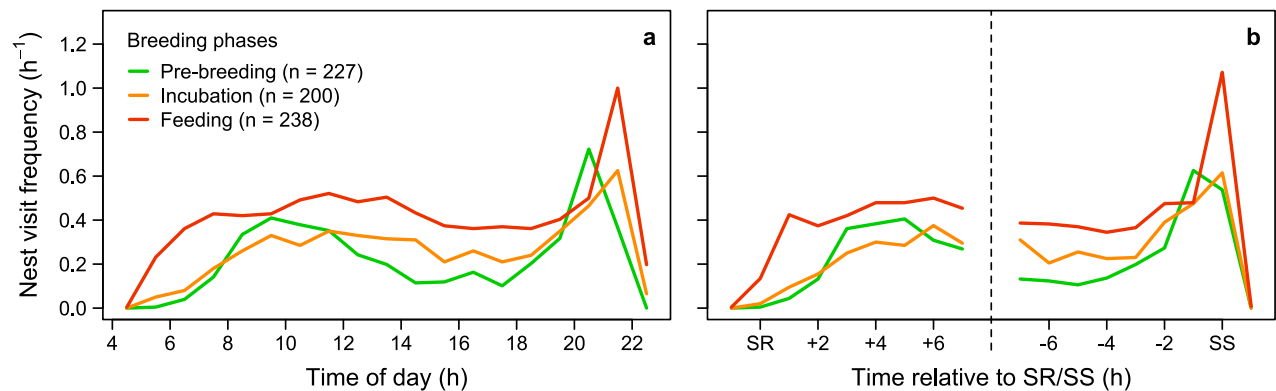 Nest visit frequency (h⁻¹)
0.0
0.2
0.4
0.6
0.8
1.0
1.2
Breeding phases
Pre-breeding (n = 227)
Incubation (n = 200)
Feeding (n = 238)
a
4 6 8 10 12 14 16 18 20 22
Time of day (h)
b
SR +2 +4 +6 -6 -4 -2 SS
Time relative to SR/SS (h)